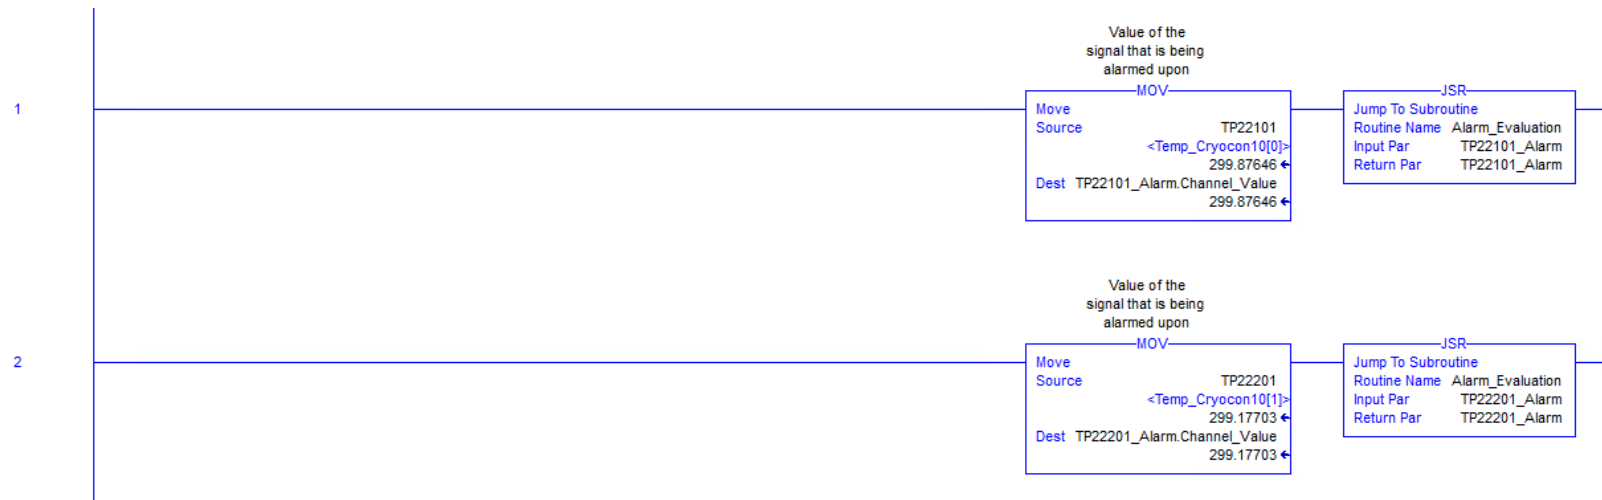 1
Value of the
signal that is being
alarmed upon
MOV
Move
Source TP22101
<Temp_Cryocon10[0]>
299.87646
Dest TP22101_Alarm.Channel_Value
299.87646
JSR
Jump To Subroutine
Routine Name Alarm_Evaluation
Input Par TP22101_Alarm
Return Par TP22101_Alarm
2
Value of the
signal that is being
alarmed upon
MOV
Move
Source TP22201
<Temp_Cryocon10[1]>
299.17703
Dest TP22201_Alarm.Channel_Value
299.17703
JSR
Jump To Subroutine
Routine Name Alarm_Evaluation
Input Par TP22201_Alarm
Return Par TP22201_Alarm